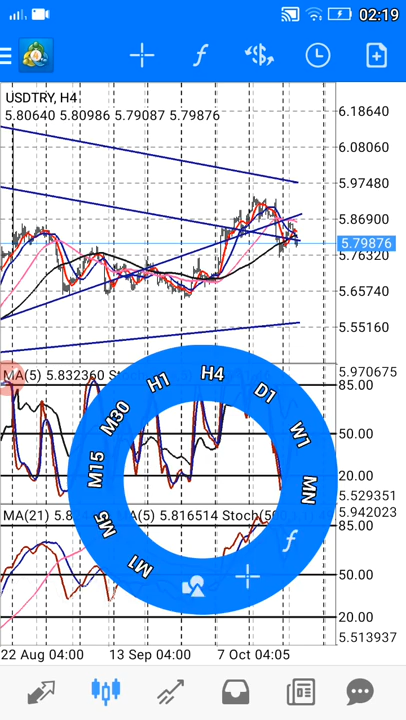 02:19
USDTRY, H4
5.80640 5.80986 5.79087 5.79876
6.18640
6.08060
5.97480
5.86900
5.79876
5.76320
5.65740
5.55160
MA(5) 5.832360 St
5.970675
85.00
50.00
20.00
5.529351
M1
M5
M15
M30
H1
H4
D1
W1
MN
f
MA(21) 5.8
MA(5) 5.816514 Stoch(50
5.942023
85.00
50.00
20.00
5.513937
22 Aug 04:00 13 Sep 04:00 7 Oct 04:05